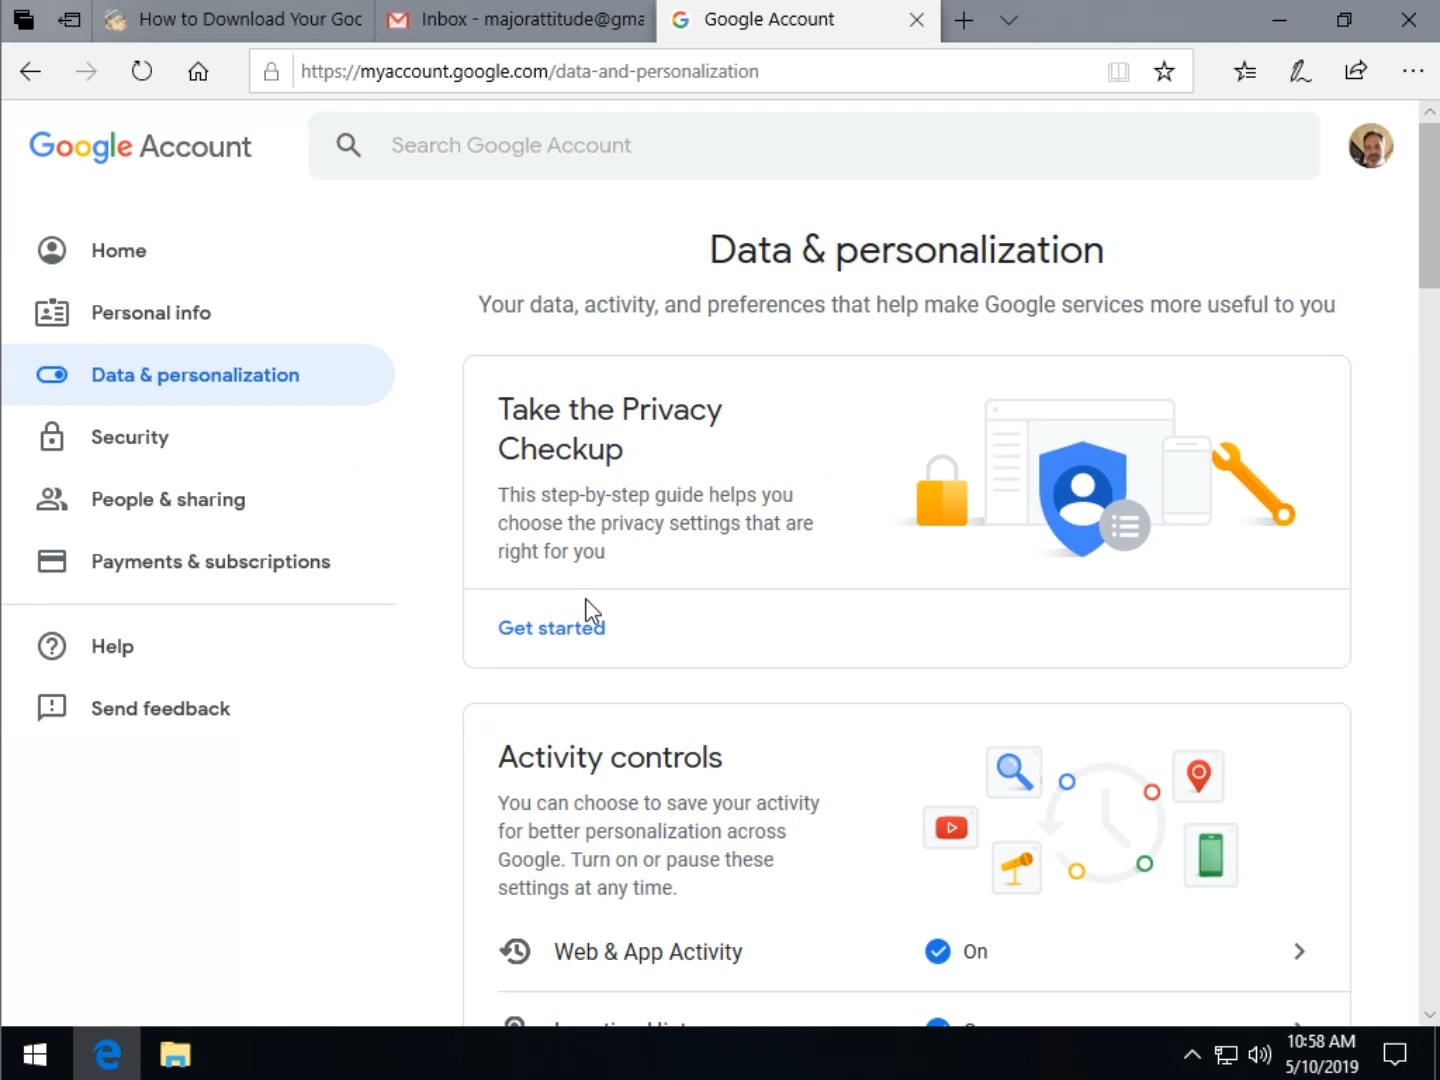 How to Download Your Goc
Inbox - majorattitude@gma
Google Account
https://myaccount.google.com/data-and-personalization
Google Account
Search Google Account
Home
Personal info
Data & personalization
Security
People & sharing
Payments & subscriptions
Help
Send feedback
Data & personalization
Your data, activity, and preferences that help make Google services more useful to you
Take the Privacy
Checkup
This step-by-step guide helps you
choose the privacy settings that are
right for you
Get started
Activity controls
You can choose to save your activity
for better personalization across
Google. Turn on or pause these
settings at any time.
Web & App Activity
On
10:58 AM
5/10/2019